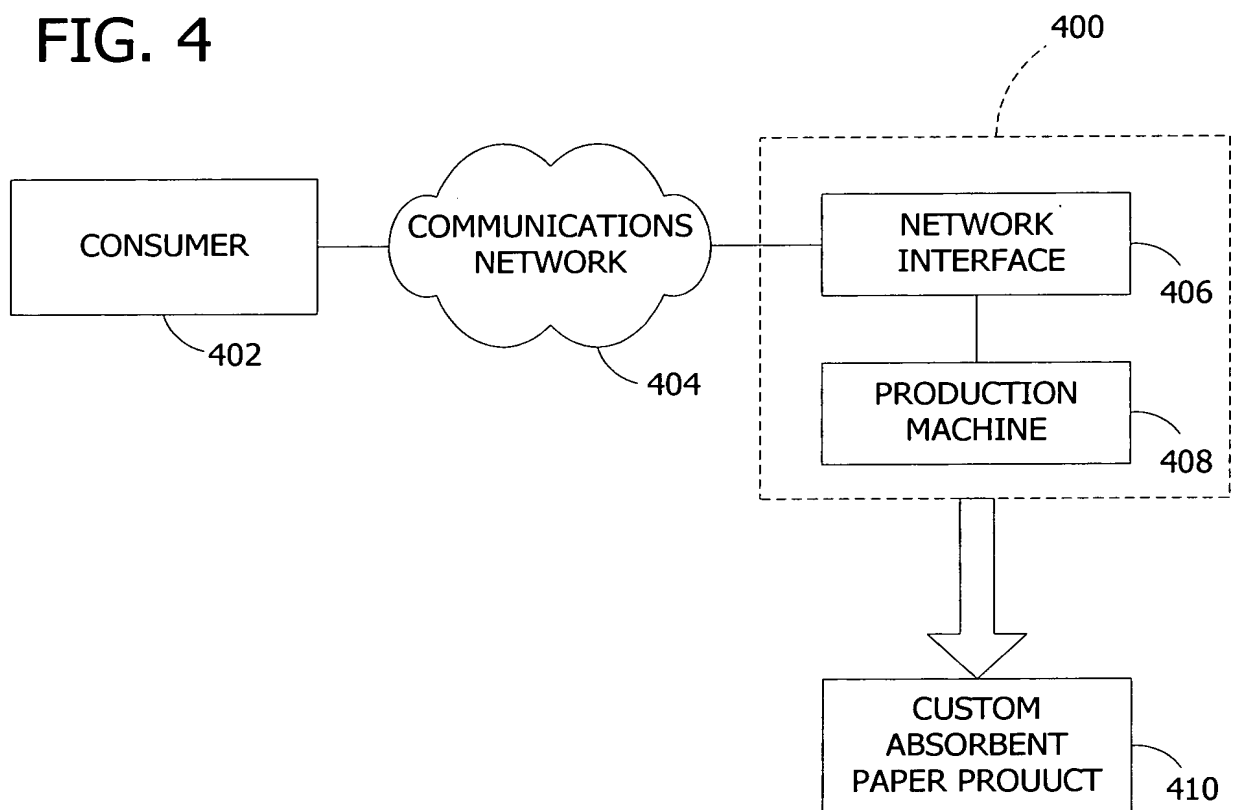 FIG. 4
400
CONSUMER
402
COMMUNICATIONS
NETWORK
404
NETWORK
INTERFACE
406
PRODUCTION
MACHINE
408
CUSTOM
ABSORBENT
PAPER PROUUCT
410